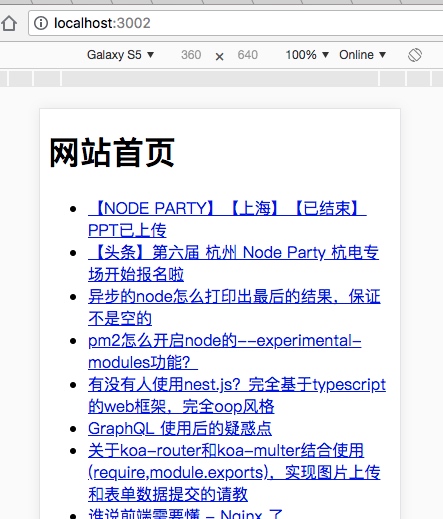 localhost:3002
Galaxy S5 ▼ 360 × 640 100% ▼ Online ▼
网站首页
【NODE PARTY】【上海】【已结束】
PPT已上传
【头条】第六届 杭州 Node Party 杭电专
场开始报名啦
异步的node怎么打印出最后的结果，保证
不是空的
pm2怎么开启node的--experimental-
modules功能？
有没有人使用nest.js？完全基于typescript
的web框架，完全oop风格
GraphQL 使用后的疑惑点
关于koa-router和koa-multer结合使用
(require,module.exports)，实现图片上传
和表单数据提交的请教
谁说前端需要懂 – Nginx 了